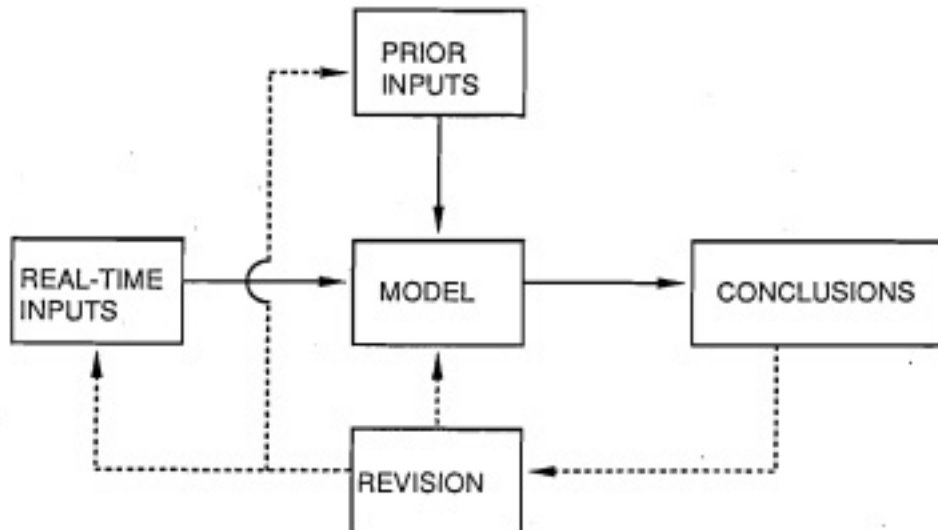 PRIOR
INPUTS
REAL-TIME
INPUTS
MODEL
CONCLUSIONS
REVISION